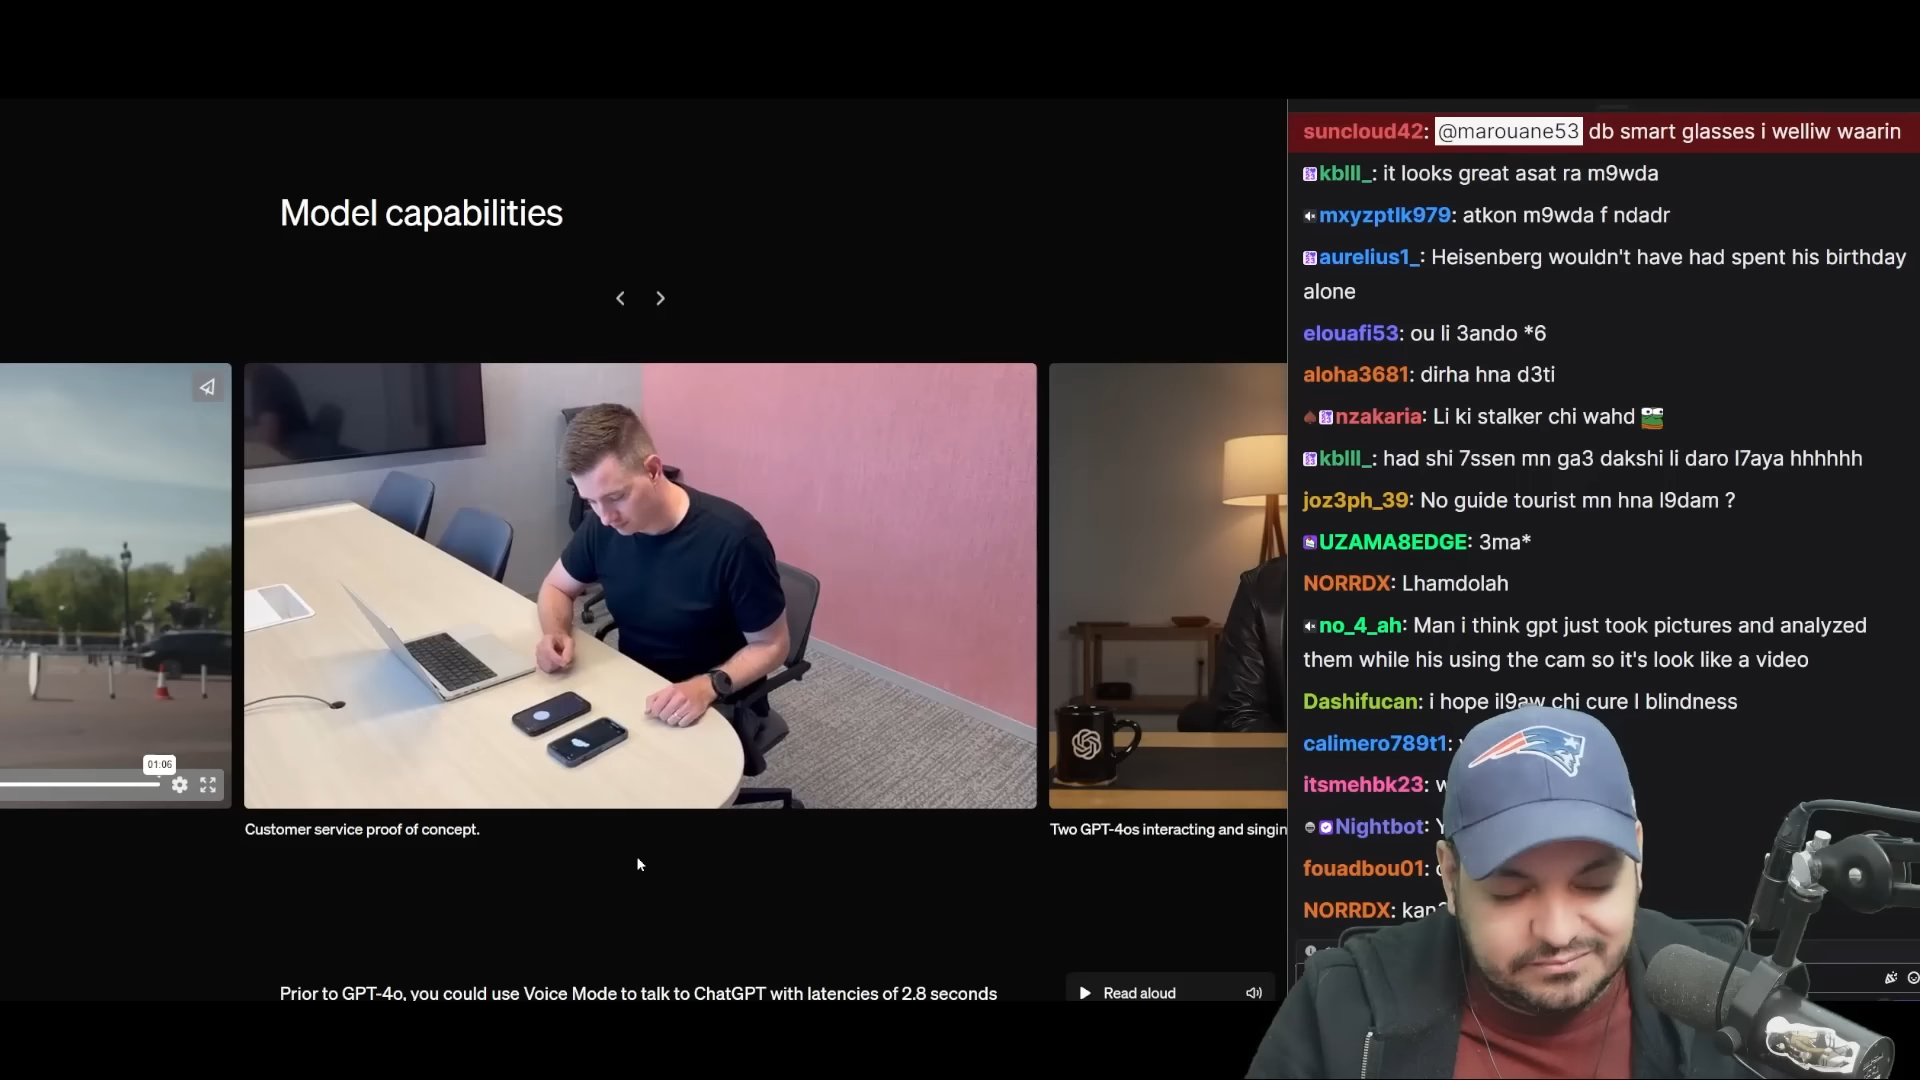 Model capabilities
01:06
Customer service proof of concept.
Two GPT-4os interacting and singin
Prior to GPT-4o, you could use Voice Mode to talk to ChatGPT with latencies of 2.8 seconds
Read aloud
suncloud42: @marouane53 db smart glasses i welliw waarin
kblll_: it looks great asat ra m9wda
mxyzptlk979: atkon m9wda f ndadr
aurelius1_: Heisenberg wouldn't have had spent his birthday
alone
elouafi53: ou li 3ando *6
aloha3681: dirha hna d3ti
nzakaria: Li ki stalker chi wahd
kblll_: had shi 7ssen mn ga3 dakshi li daro l7aya hhhhhh
joz3ph_39: No guide tourist mn hna l9dam ?
UZAMA8EDGE: 3ma*
NORRDX: Lhamdolah
no_4_ah: Man i think gpt just took pictures and analyzed
them while his using the cam so it's look like a video
Dashifucan: i hope il9aw chi cure l blindness
calimero789t1:
itsmehbk23:
Nightbot:
fouadbou01:
NORRDX: